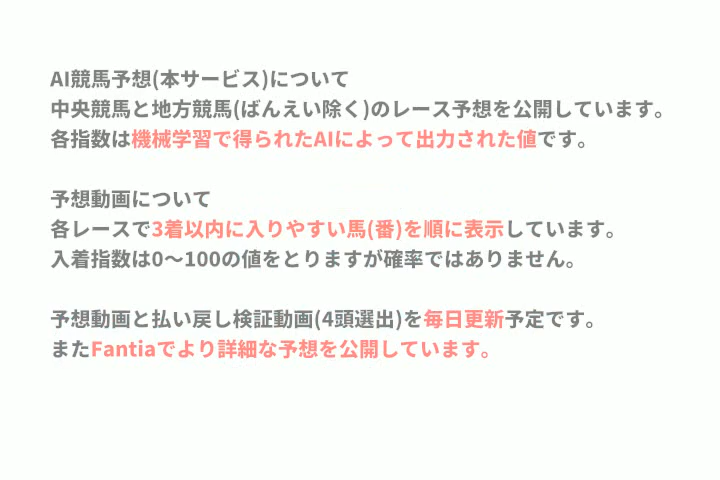 AI競馬予想(本サービス)について
中央競馬と地方競馬(ばんえい除く)のレース予想を公開しています。
各指数は機械学習で得られたAIによって出力された値です。
予想動画について
各レースで3着以内に入りやすい馬(番)を順に表示しています。
入着指数は0〜100の値をとりますが確率ではありません。
予想動画と払い戻し検証動画(4頭選出)を毎日更新予定です。
またFantiaでより詳細な予想を公開しています。